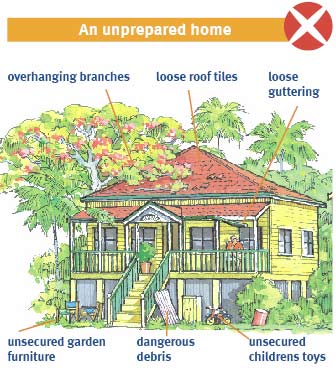 An unprepared home
overhanging branches
loose roof tiles
loose
guttering
unsecured garden
furniture
dangerous
debris
unsecured
childrens toys